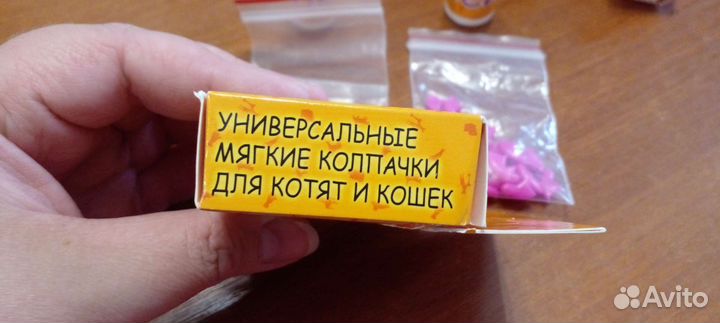 УНИВЕРСАЛЬНЫЕ
МЯГКИЕ КОЛПАЧКИ
ДЛЯ КОТЯТ И КОШЕК
Avito